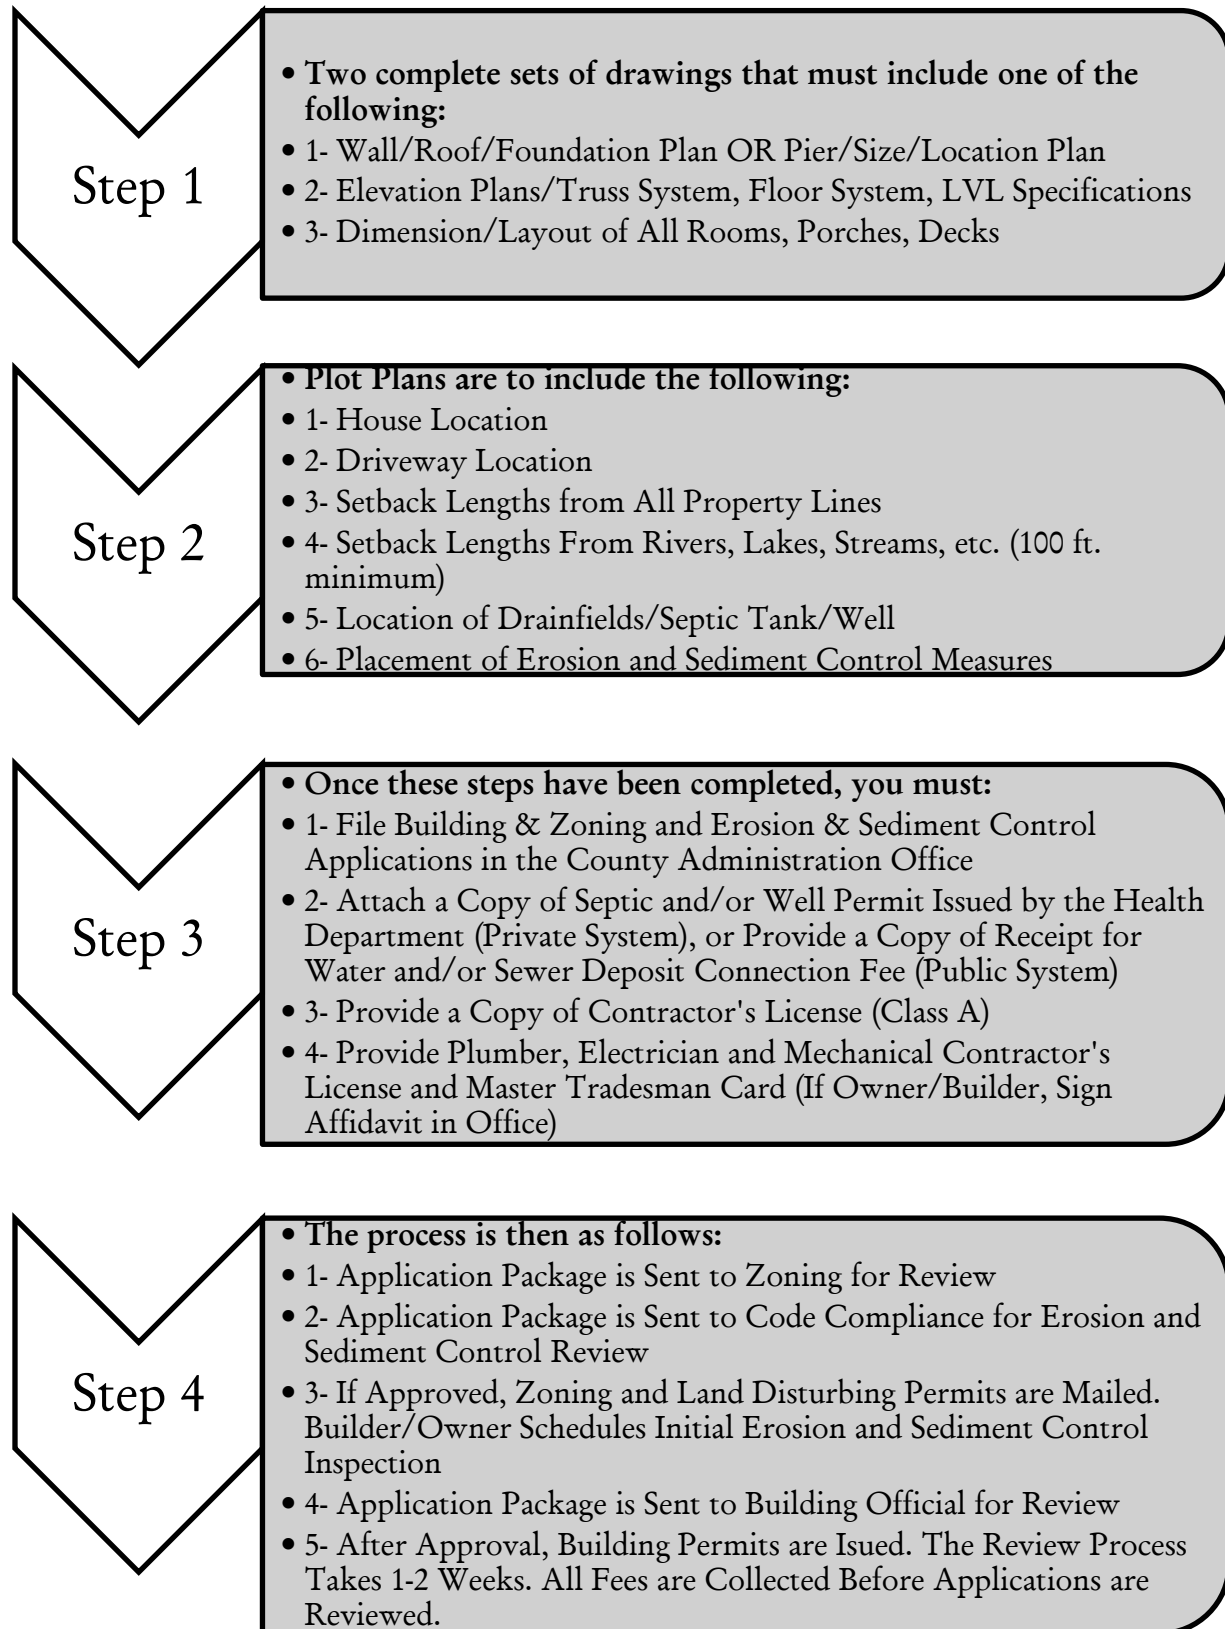 Step 1
• Two complete sets of drawings that must include one of the
following:
• 1- Wall/Roof/Foundation Plan OR Pier/Size/Location Plan
• 2- Elevation Plans/Truss System, Floor System, LVL Specifications
• 3- Dimension/Layout of All Rooms, Porches, Decks
Step 2
• Plot Plans are to include the following:
• 1- House Location
• 2- Driveway Location
• 3- Setback Lengths from All Property Lines
• 4- Setback Lengths From Rivers, Lakes, Streams, etc. (100 ft.
minimum)
• 5- Location of Drainfields/Septic Tank/Well
• 6- Placement of Erosion and Sediment Control Measures
Step 3
• Once these steps have been completed, you must:
• 1- File Building & Zoning and Erosion & Sediment Control
Applications in the County Administration Office
• 2- Attach a Copy of Septic and/or Well Permit Issued by the Health
Department (Private System), or Provide a Copy of Receipt for
Water and/or Sewer Deposit Connection Fee (Public System)
• 3- Provide a Copy of Contractor's License (Class A)
• 4- Provide Plumber, Electrician and Mechanical Contractor's
License and Master Tradesman Card (If Owner/Builder, Sign
Affidavit in Office)
Step 4
• The process is then as follows:
• 1- Application Package is Sent to Zoning for Review
• 2- Application Package is Sent to Code Compliance for Erosion and
Sediment Control Review
• 3- If Approved, Zoning and Land Disturbing Permits are Mailed.
Builder/Owner Schedules Initial Erosion and Sediment Control
Inspection
• 4- Application Package is Sent to Building Official for Review
• 5- After Approval, Building Permits are Isued. The Review Process
Takes 1-2 Weeks. All Fees are Collected Before Applications are
Reviewed.